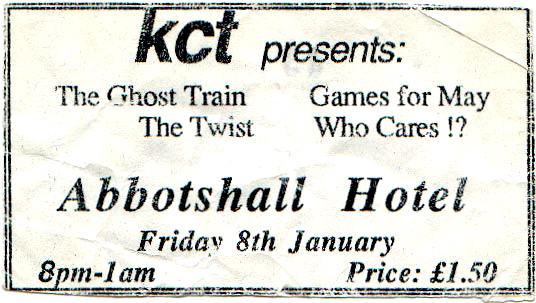 kct presents:
The Ghost Train Games for May
The Twist Who Cares !?
Abbotshall Hotel
Friday 8th January
8pm-1am Price: £1.50